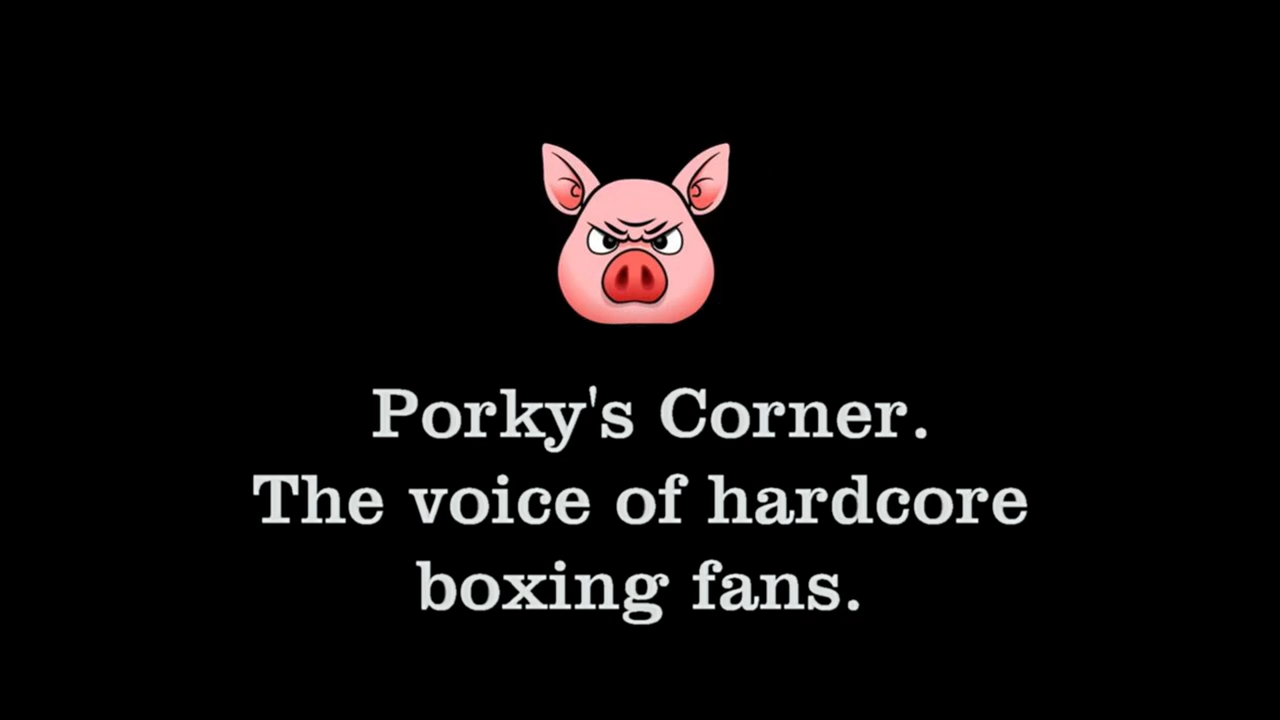 Porky's Corner.
The voice of hardcore
boxing fans.